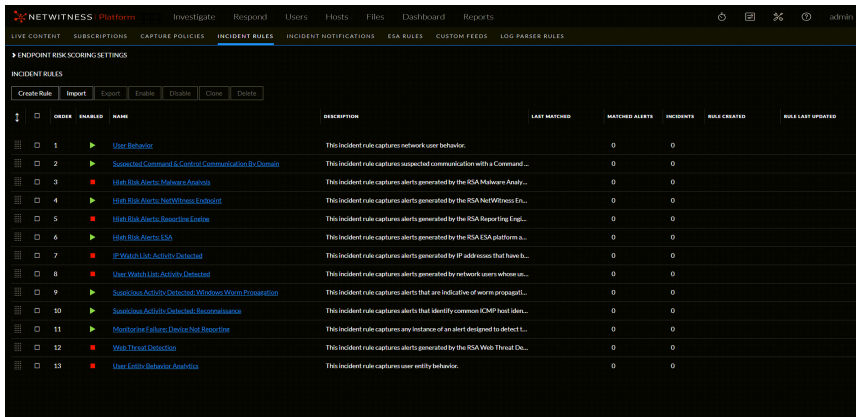 NETWITNESS Platform Investigate Respond Users Hosts Files Dashboard Reports admin
LIVE CONTENT SUBSCRIPTIONS CAPTURE POLICIES INCIDENT RULES INCIDENT NOTIFICATIONS ESA RULES CUSTOM FEEDS LOG PARSER RULES
ENDPOINT RISK SCORING SETTINGS
INCIDENT RULES
Create Rule Import Export Enable Disable Clone Delete
ORDER ENABLED NAME DESCRIPTION LAST MATCHED MATCHED ALERTS INCIDENTS RULE CREATED RULE LAST UPDATED
1 User Behavior This incident rule captures network user behavior. 0 0
2 Suspected Command & Control Communication By Domain This incident rule captures suspected communication with a Command ... 0 0
3 High Risk Alerts: Malware Analysis This incident rule captures alerts generated by the RSA Malware Analy... 0 0
4 High Risk Alerts: NetWitness Endpoint This incident rule captures alerts generated by the RSA NetWitness En... 0 0
5 High Risk Alerts: Reporting Engine This incident rule captures alerts generated by the RSA Reporting Engi... 0 0
6 High Risk Alerts: ESA This incident rule captures alerts generated by the RSA ESA platform a... 0 0
7 IP Watch List: Activity Detected This incident rule captures alerts generated by IP addresses that have b... 0 0
8 User Watch List: Activity Detected This incident rule captures alerts generated by network users whose us... 0 0
9 Suspicious Activity Detected: Windows Worm Propagation This incident rule captures alerts that are indicative of worm propagati... 0 0
10 Suspicious Activity Detected: Reconnaissance This incident rule captures alerts that identify common ICMP host iden... 0 0
11 Monitoring Failure: Device Not Reporting This incident rule captures any instance of an alert designed to detect t... 0 0
12 Web Threat Detection This incident rule captures alerts generated by the RSA Web Threat De... 0 0
13 User Entity Behavior Analytics This incident rule captures user entity behavior. 0 0